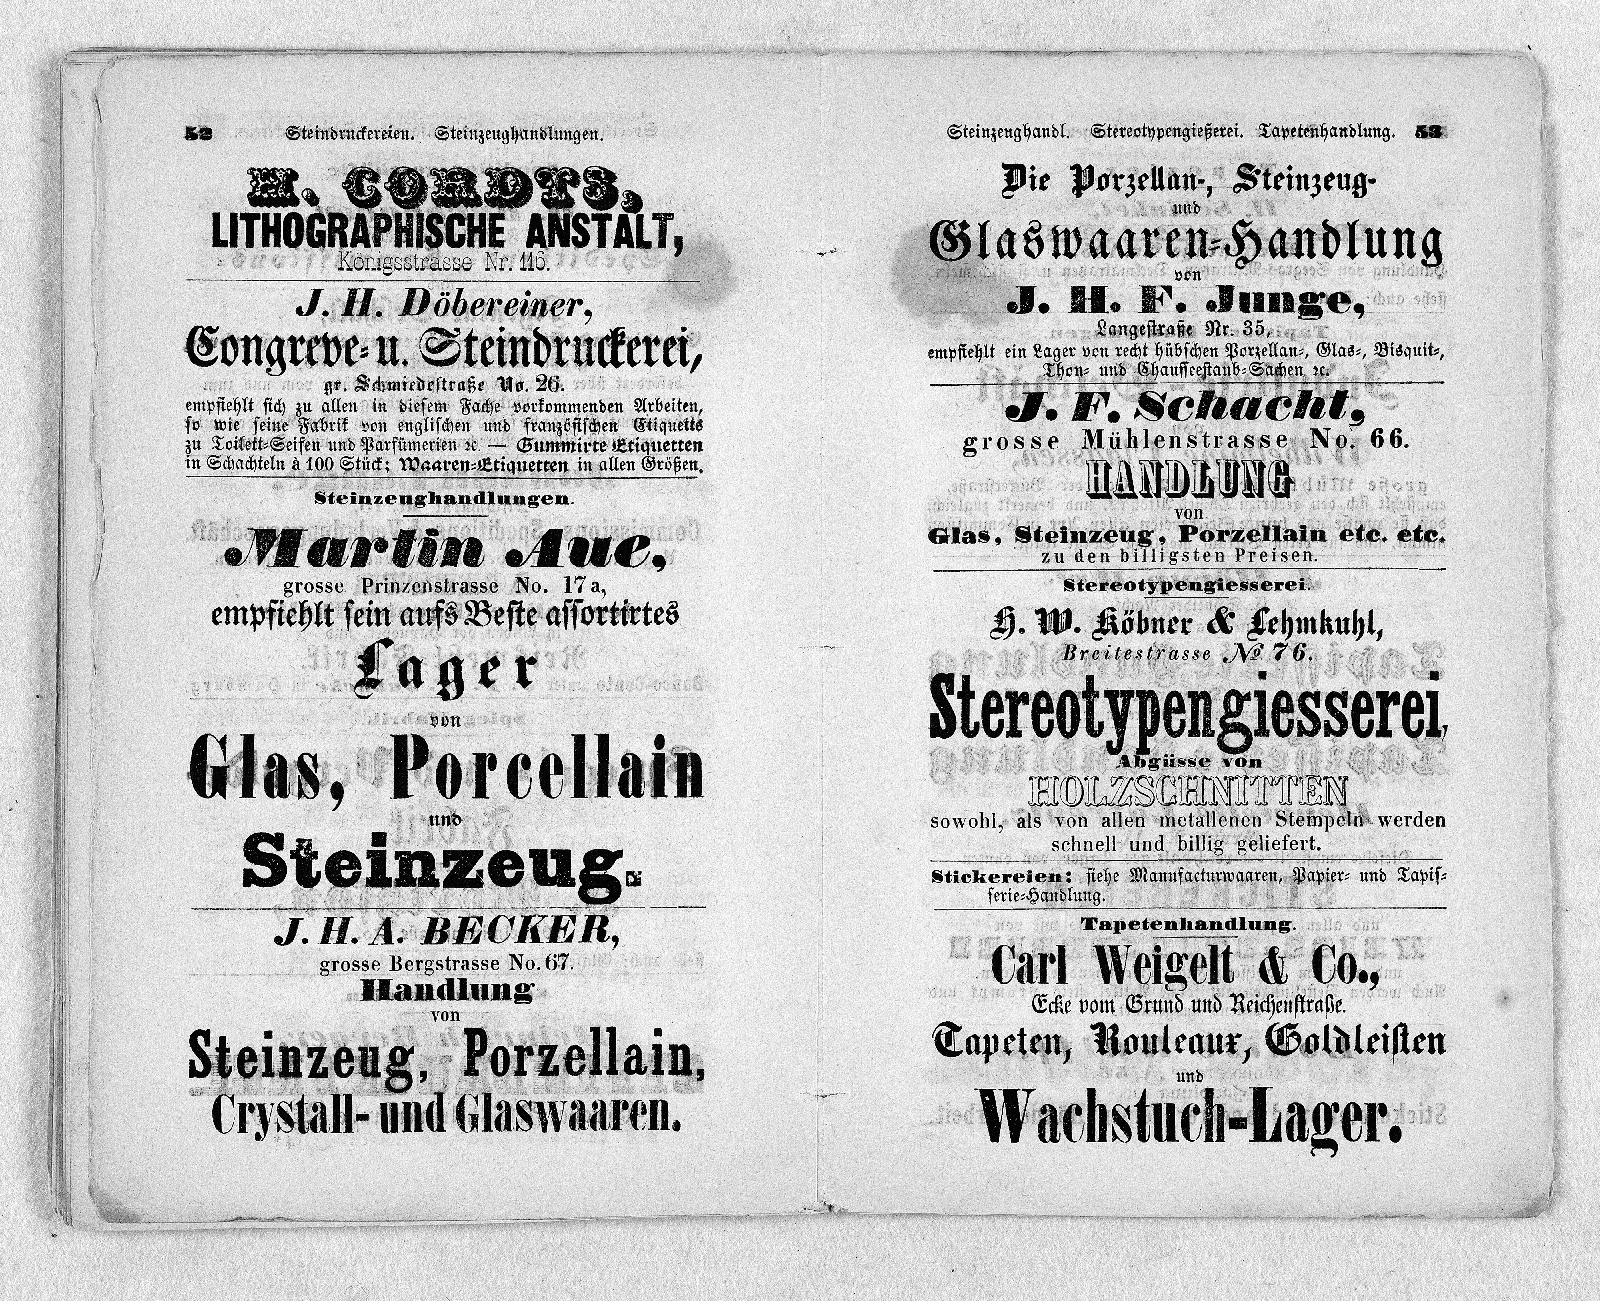 52 Steindruckereien. Steinzeughandlungen.
H. CORDTS,
LITHOGRAPHISCHE ANSTALT,
Königsstrasse Nr. 116.
J. H. Döbereiner,
Congreve- u. Steindruckerei,
gr. Schmiedestraße No. 26.
empfiehlt sich zu allen in diesem Fache vorkommenden Arbeiten,
so wie seine Fabrik von englischen und französischen Etiquetts
zu Toilett-Seifen und Parfümerien ꝛc. — Gummirte Etiquetten
in Schachteln à 100 Stück; Waaren-Etiquetten in allen Größen.
Steinzeughandlungen.
Martin Aue,
grosse Prinzenstrasse No. 17a,
empfiehlt sein aufs Beste assortirtes
Lager
von
Glas, Porcellain
und
Steinzeug.
J. H. A. BECKER,
grosse Bergstrasse No. 67.
Handlung
von
Steinzeug, Porzellain,
Crystall- und Glaswaaren.
Steinzeughandl. Stereotypengießerei. Tapetenhandlung. 53
Die Porzellan-, Steinzeug-
und
Glaswaaren-Handlung
von
J. H. F. Junge,
Langestraße Nr. 35,
empfiehlt ein Lager von recht hübschen Porzellan-, Glas-, Bisquit-,
Thon- und Chausseestaub-Sachen ꝛc.
J. F. Schacht,
grosse Mühlenstrasse No. 66.
HANDLUNG
von
Glas, Steinzeug, Porzellain etc. etc.
zu den billigsten Preisen.
Stereotypengiesserei.
H. W. Köbner & Lehmkuhl,
Breitestrasse № 76.
Stereotypengiesserei,
Abgüsse von
HOLZSCHNITTEN
sowohl, als von allen metallenen Stempeln werden
schnell und billig geliefert.
Stickereien: siehe Manufacturwaaren, Papier- und Tapis-
serie-Handlung.
Tapetenhandlung.
Carl Weigelt & Co.,
Ecke vom Grund und Reichenstraße.
Tapeten, Rouleaux, Goldleisten
und
Wachstuch-Lager.